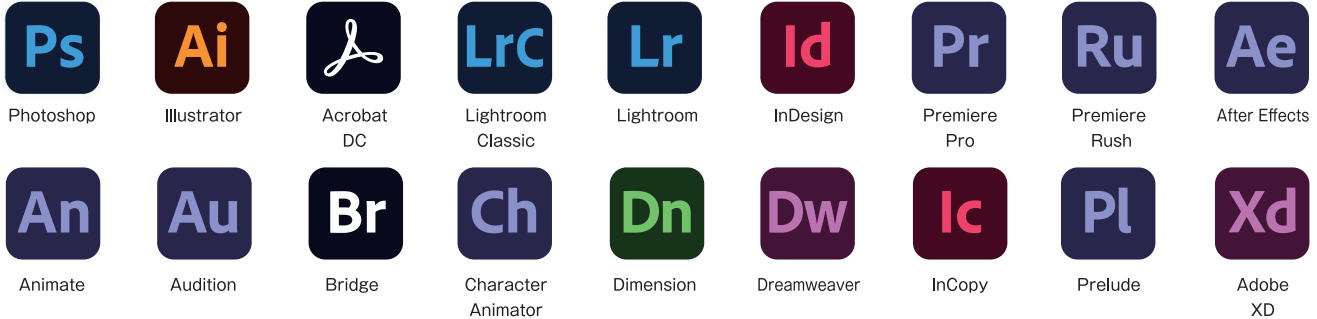 Ps Ai LrC Lr Id Pr Ru Ae
Photoshop Illustrator Acrobat Lightroom Lightroom InDesign Premiere Premiere After Effects
DC Classic Pro Rush
An Au Br Ch Dn Dw Ic Pl Xd
Animate Audition Bridge Character Dimension Dreamweaver InCopy Prelude Adobe
Animator XD